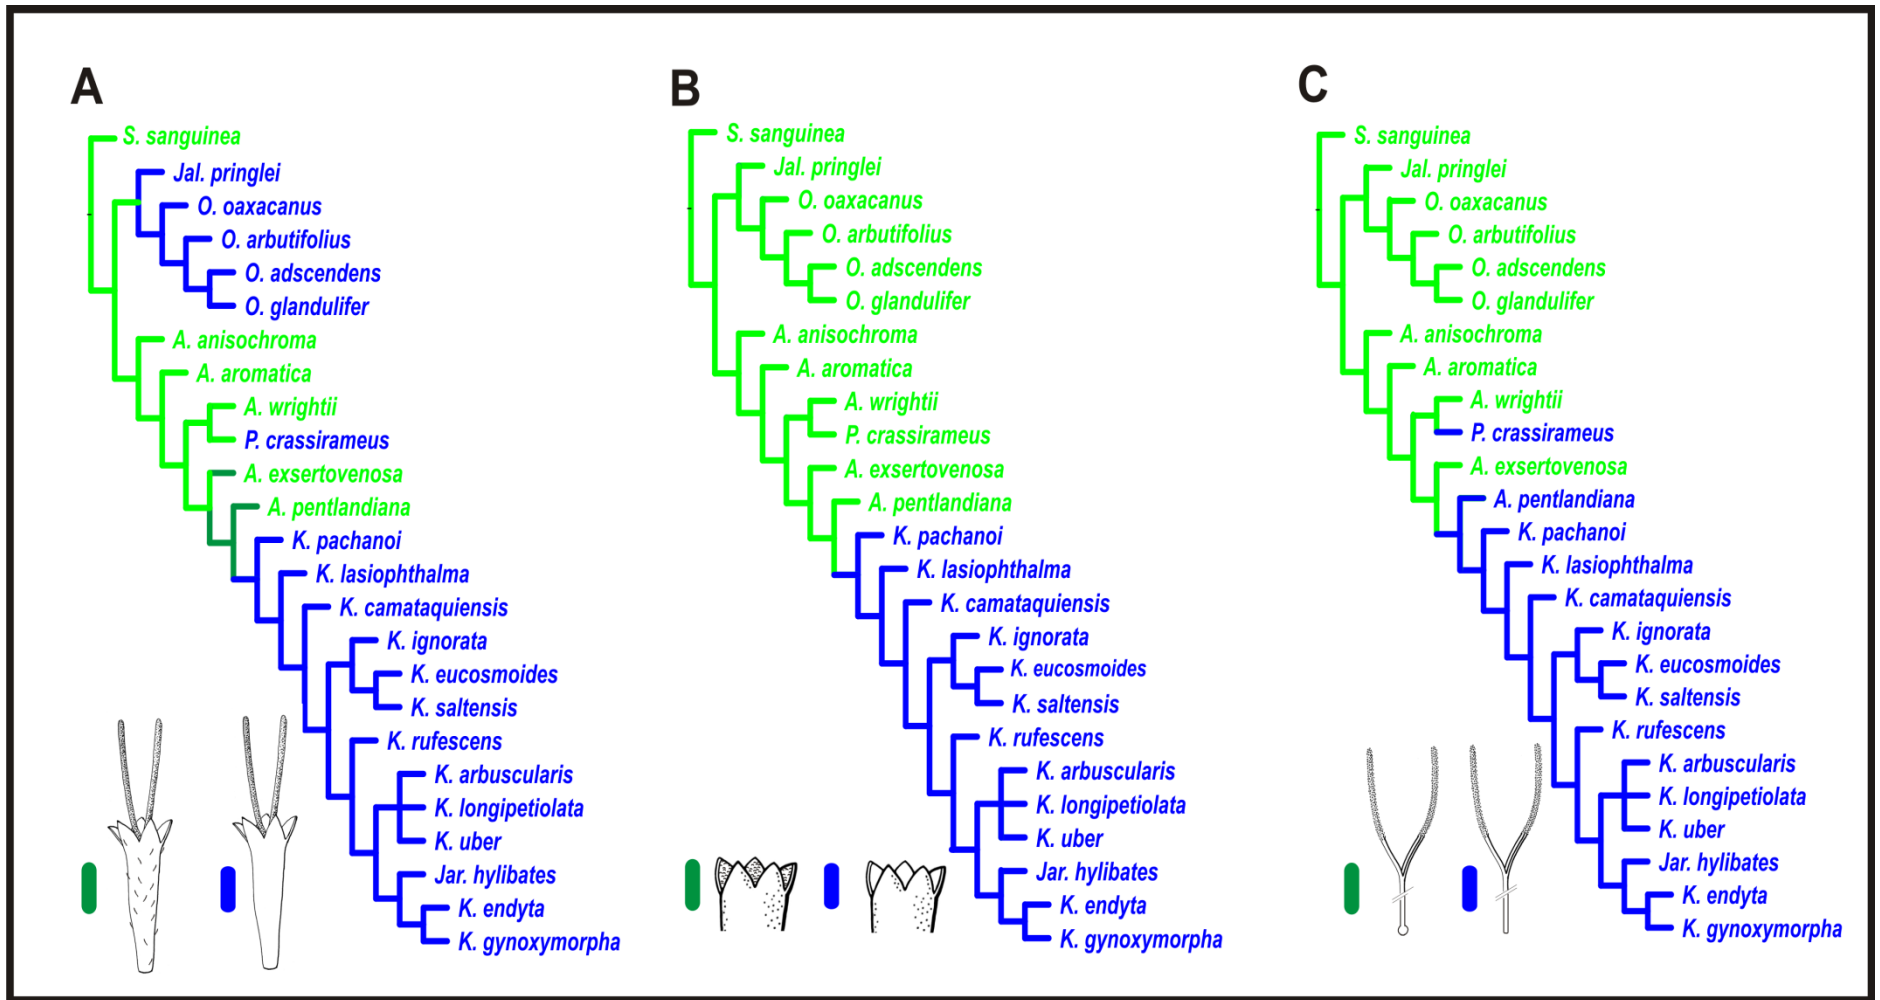 A
S. sanguinea
Jal. pringlei
O. oaxacanus
O. arbutifolius
O. adscendens
O. glandulifer
A. anisochroma
A. aromatica
A. wrightii
P. crassirameus
A. exsertovenosa
A. pentlandiana
K. pachanoi
K. lasiophthalma
K. camataquiensis
K. ignorata
K. eucosmoides
K. saltensis
K. rufescens
K. arbuscularis
K. longipetiolata
K. uber
Jar. hylibates
K. endyta
K. gynoxymorpha
B
S. sanguinea
Jal. pringlei
O. oaxacanus
O. arbutifolius
O. adscendens
O. glandulifer
A. anisochroma
A. aromatica
A. wrightii
P. crassirameus
A. exsertovenosa
A. pentlandiana
K. pachanoi
K. lasiophthalma
K. camataquiensis
K. ignorata
K. eucosmoides
K. saltensis
K. rufescens
K. arbuscularis
K. longipetiolata
K. uber
Jar. hylibates
K. endyta
K. gynoxymorpha
C
S. sanguinea
Jal. pringlei
O. oaxacanus
O. arbutifolius
O. adscendens
O. glandulifer
A. anisochroma
A. aromatica
A. wrightii
P. crassirameus
A. exsertovenosa
A. pentlandiana
K. pachanoi
K. lasiophthalma
K. camataquiensis
K. ignorata
K. eucosmoides
K. saltensis
K. rufescens
K. arbuscularis
K. longipetiolata
K. uber
Jar. hylibates
K. endyta
K. gynoxymorpha